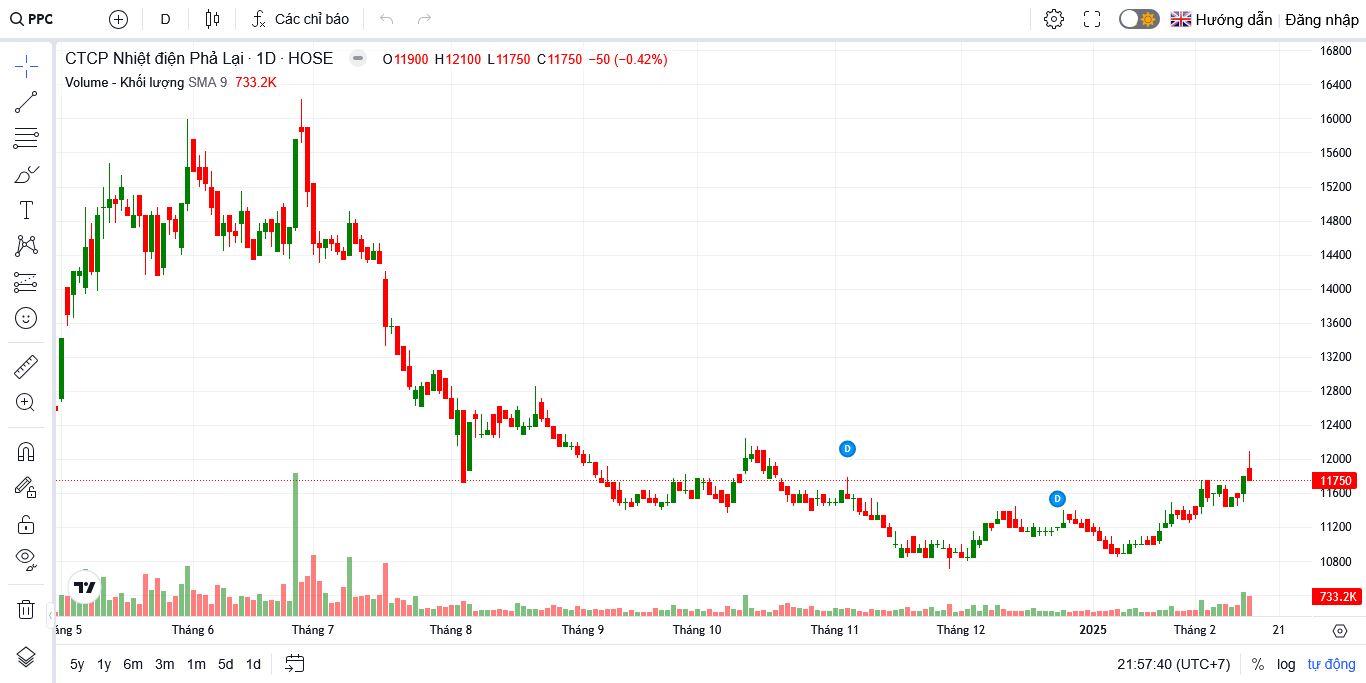 PPC D Các chỉ báo Hướng dẫn Đăng nhập
CTCP Nhiệt điện Phả Lại · 1D · HOSE O11900 H12100 L11750 C11750 −50 (−0.42%)
Volume - Khối lượng SMA 9 733.2K
16800
16400
16000
15600
15200
14800
14400
14000
13600
13200
12800
12400
12000
11750
11600
11200
10800
733.2K
D
D
áng 5 Tháng 6 Tháng 7 Tháng 8 Tháng 9 Tháng 10 Tháng 11 Tháng 12 2025 Tháng 2 21
5y 1y 6m 3m 1m 5d 1d 21:57:40 (UTC+7) % log tự động